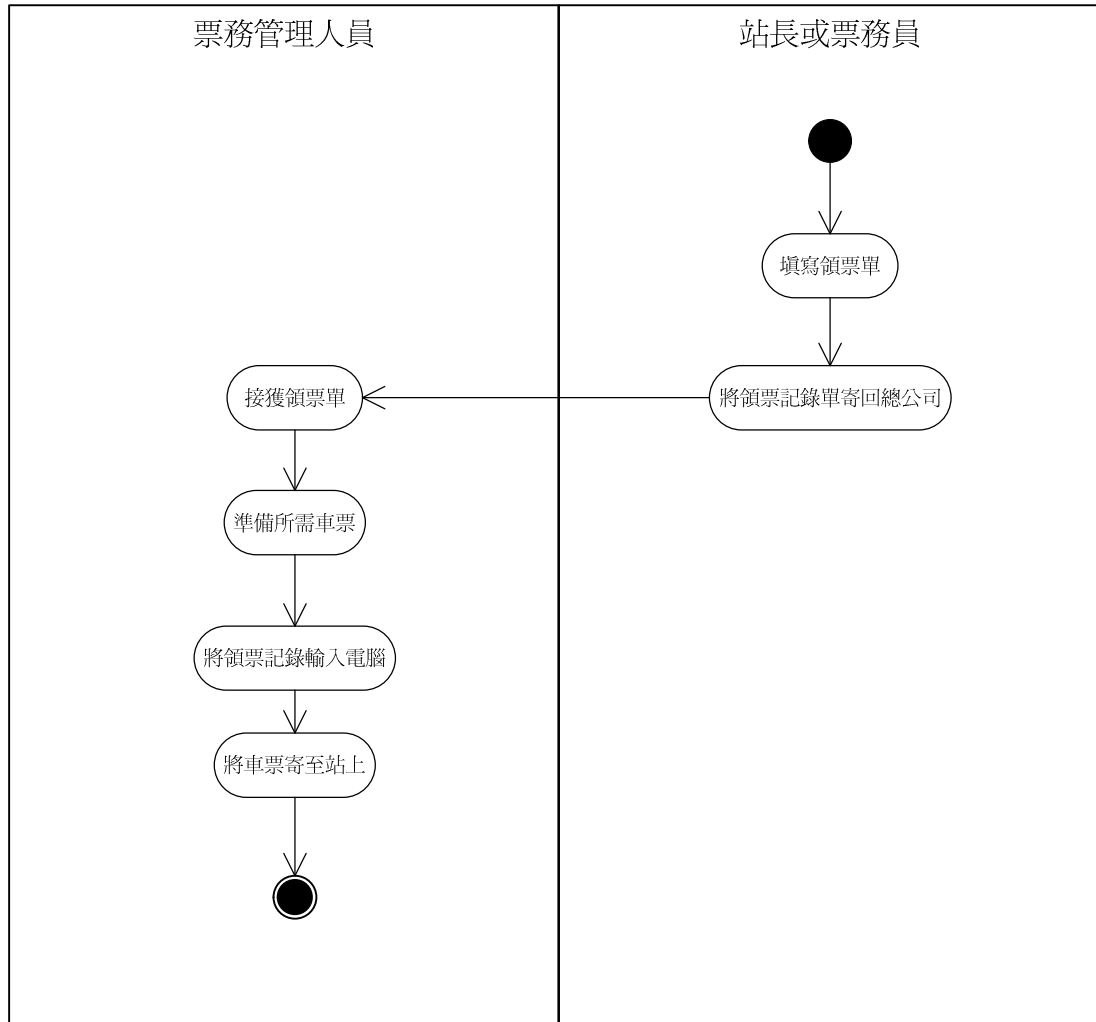 票務管理人員
站長或票務員
填寫領票單
將領票記錄單寄回總公司
接獲領票單
準備所需車票
將領票記錄輸入電腦
將車票寄至站上